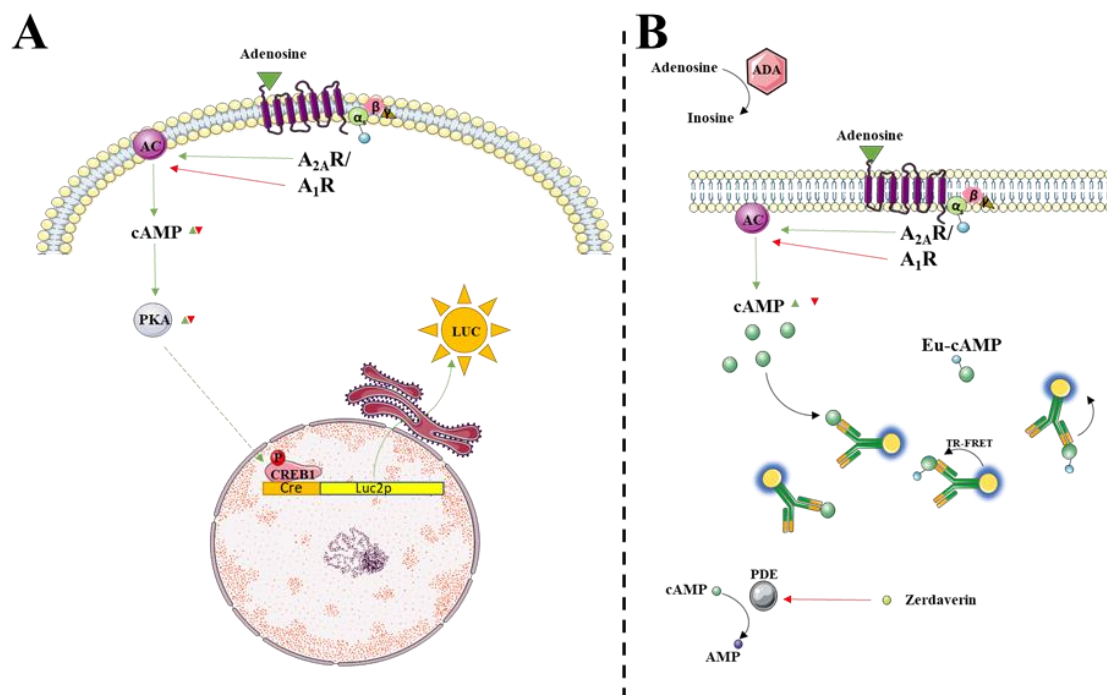 A
Adenosine
α
β
γ
AC
A2AR/
A1R
cAMP
PKA
LUC
P
CREB1
Cre
Luc2p
B
Adenosine
ADA
Inosine
Adenosine
α
β
γ
AC
A2AR/
A1R
cAMP
Eu-cAMP
TR-FRET
PDE
cAMP
Zerdaverin
AMP